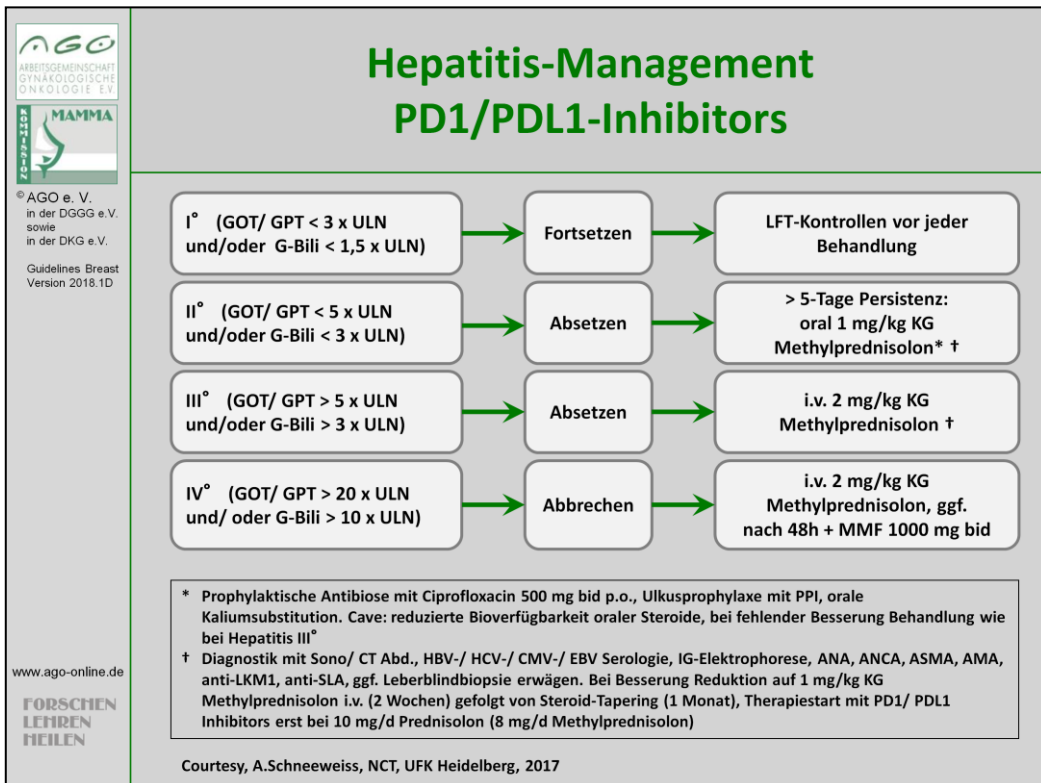 AGO
ARBEITSGEMEINSCHAFT
GYNÄKOLOGISCHE
ONKOLOGIE E.V.
KOMMISSION
MAMMA
© AGO e. V.
in der DGGG e.V.
sowie
in der DKG e.V.
Guidelines Breast
Version 2018.1D
www.ago-online.de
FORSCHEN
LEHREN
HEILEN
Hepatitis-Management
PD1/PDL1-Inhibitors
I° (GOT/ GPT < 3 x ULN
und/oder G-Bili < 1,5 x ULN)
Fortsetzen
LFT-Kontrollen vor jeder
Behandlung
II° (GOT/ GPT < 5 x ULN
und/oder G-Bili < 3 x ULN)
Absetzen
> 5-Tage Persistenz:
oral 1 mg/kg KG
Methylprednisolon* †
III° (GOT/ GPT > 5 x ULN
und/oder G-Bili > 3 x ULN)
Absetzen
i.v. 2 mg/kg KG
Methylprednisolon †
IV° (GOT/ GPT > 20 x ULN
und/ oder G-Bili > 10 x ULN)
Abbrechen
i.v. 2 mg/kg KG
Methylprednisolon, ggf.
nach 48h + MMF 1000 mg bid
* Prophylaktische Antibiose mit Ciprofloxacin 500 mg bid p.o., Ulkusprophylaxe mit PPI, orale
Kaliumsubstitution. Cave: reduzierte Bioverfügbarkeit oraler Steroide, bei fehlender Besserung Behandlung wie
bei Hepatitis III°
† Diagnostik mit Sono/ CT Abd., HBV-/ HCV-/ CMV-/ EBV Serologie, IG-Elektrophorese, ANA, ANCA, ASMA, AMA,
anti-LKM1, anti-SLA, ggf. Leberblindbiopsie erwägen. Bei Besserung Reduktion auf 1 mg/kg KG
Methylprednisolon i.v. (2 Wochen) gefolgt von Steroid-Tapering (1 Monat), Therapiestart mit PD1/ PDL1
Inhibitors erst bei 10 mg/d Prednisolon (8 mg/d Methylprednisolon)
Courtesy, A.Schneeweiss, NCT, UFK Heidelberg, 2017